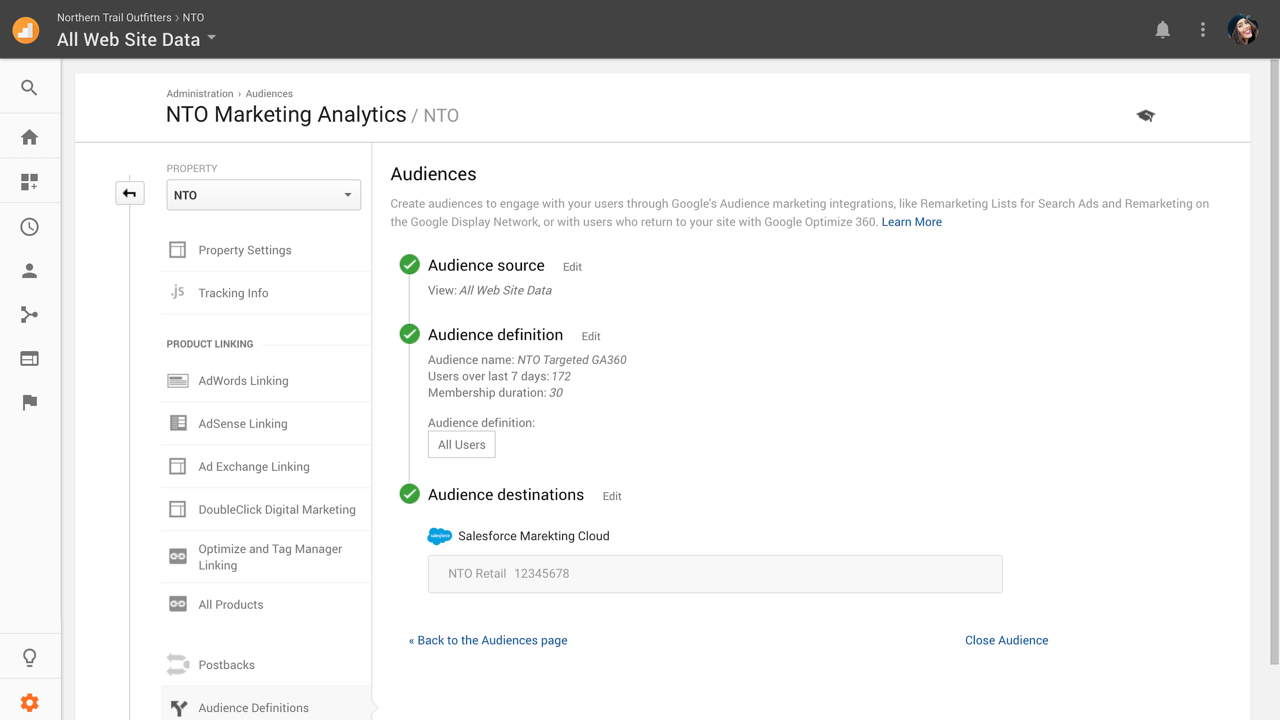 Northern Trail Outfitters › NTO
All Web Site Data
Administration › Audiences
NTO Marketing Analytics / NTO
PROPERTY
NTO
Property Settings
.js Tracking Info
PRODUCT LINKING
AdWords Linking
AdSense Linking
Ad Exchange Linking
DoubleClick Digital Marketing
Optimize and Tag Manager
Linking
All Products
Postbacks
Audience Definitions
Audiences
Create audiences to engage with your users through Google's Audience marketing integrations, like Remarketing Lists for Search Ads and Remarketing on
the Google Display Network, or with users who return to your site with Google Optimize 360. Learn More
Audience source Edit
View: All Web Site Data
Audience definition Edit
Audience name: NTO Targeted GA360
Users over last 7 days: 172
Membership duration: 30
Audience definition:
All Users
Audience destinations Edit
salesforce Salesforce Marekting Cloud
NTO Retail 12345678
« Back to the Audiences page
Close Audience